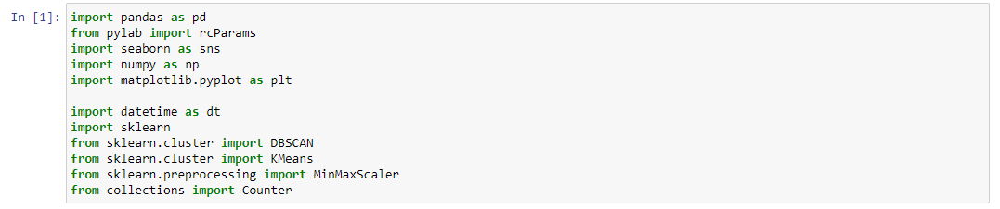 In [1]: import pandas as pd
from pylab import rcParams
import seaborn as sns
import numpy as np
import matplotlib.pyplot as plt

import datetime as dt
import sklearn
from sklearn.cluster import DBSCAN
from sklearn.cluster import KMeans
from sklearn.preprocessing import MinMaxScaler
from collections import Counter